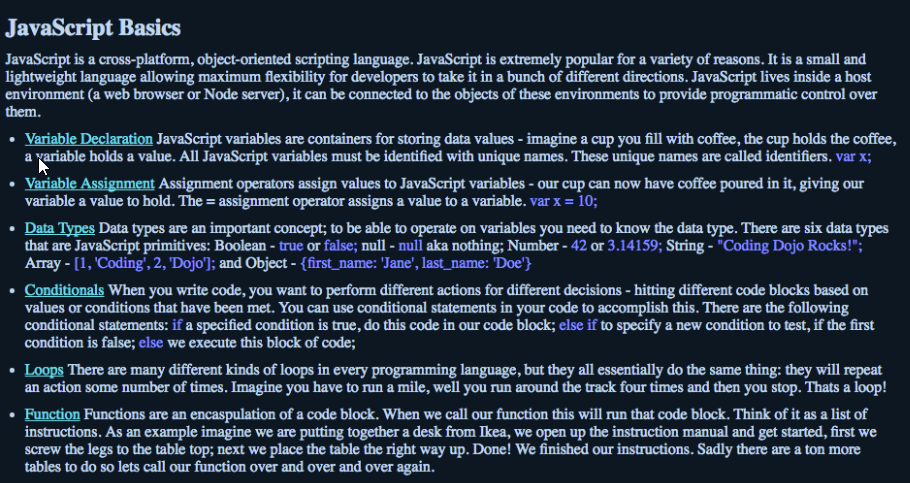 JavaScript Basics
JavaScript is a cross-platform, object-oriented scripting language. JavaScript is extremely popular for a variety of reasons. It is a small and
lightweight language allowing maximum flexibility for developers to take it in a bunch of different directions. JavaScript lives inside a host
environment (a web browser or Node server), it can be connected to the objects of these environments to provide programmatic control over
them.
• Variable Declaration JavaScript variables are containers for storing data values - imagine a cup you fill with coffee, the cup holds the coffee,
a variable holds a value. All JavaScript variables must be identified with unique names. These unique names are called identifiers. var x;
• Variable Assignment Assignment operators assign values to JavaScript variables - our cup can now have coffee poured in it, giving our
variable a value to hold. The = assignment operator assigns a value to a variable. var x = 10;
• Data Types Data types are an important concept; to be able to operate on variables you need to know the data type. There are six data types
that are JavaScript primitives: Boolean - true or false; null - null aka nothing; Number - 42 or 3.14159; String - "Coding Dojo Rocks!";
Array - [1, 'Coding', 2, 'Dojo']; and Object - {first_name: 'Jane', last_name: 'Doe'}
• Conditionals When you write code, you want to perform different actions for different decisions - hitting different code blocks based on
values or conditions that have been met. You can use conditional statements in your code to accomplish this. There are the following
conditional statements: if a specified condition is true, do this code in our code block; else if to specify a new condition to test, if the first
condition is false; else we execute this block of code;
• Loops There are many different kinds of loops in every programming language, but they all essentially do the same thing: they will repeat
an action some number of times. Imagine you have to run a mile, well you run around the track four times and then you stop. Thats a loop!
• Function Functions are an encaspulation of a code block. When we call our function this will run that code block. Think of it as a list of
instructions. As an example imagine we are putting together a desk from Ikea, we open up the instruction manual and get started, first we
screw the legs to the table top; next we place the table the right way up. Done! We finished our instructions. Sadly there are a ton more
tables to do so lets call our function over and over and over again.